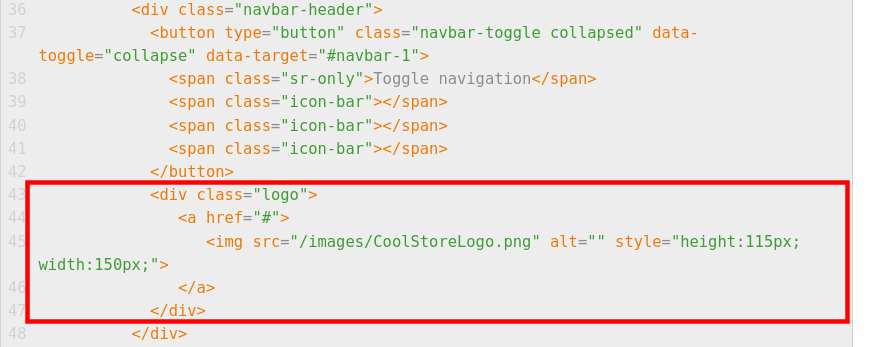 36 <div class="navbar-header">
37 <button type="button" class="navbar-toggle collapsed" data-
toggle="collapse" data-target="#navbar-1">
38 <span class="sr-only">Toggle navigation</span>
39 <span class="icon-bar"></span>
40 <span class="icon-bar"></span>
41 <span class="icon-bar"></span>
42 </button>
43 <div class="logo">
44 <a href="#">
45 <img src="/images/CoolStoreLogo.png" alt="" style="height:115px;
width:150px;">
46 </a>
47 </div>
48 </div>